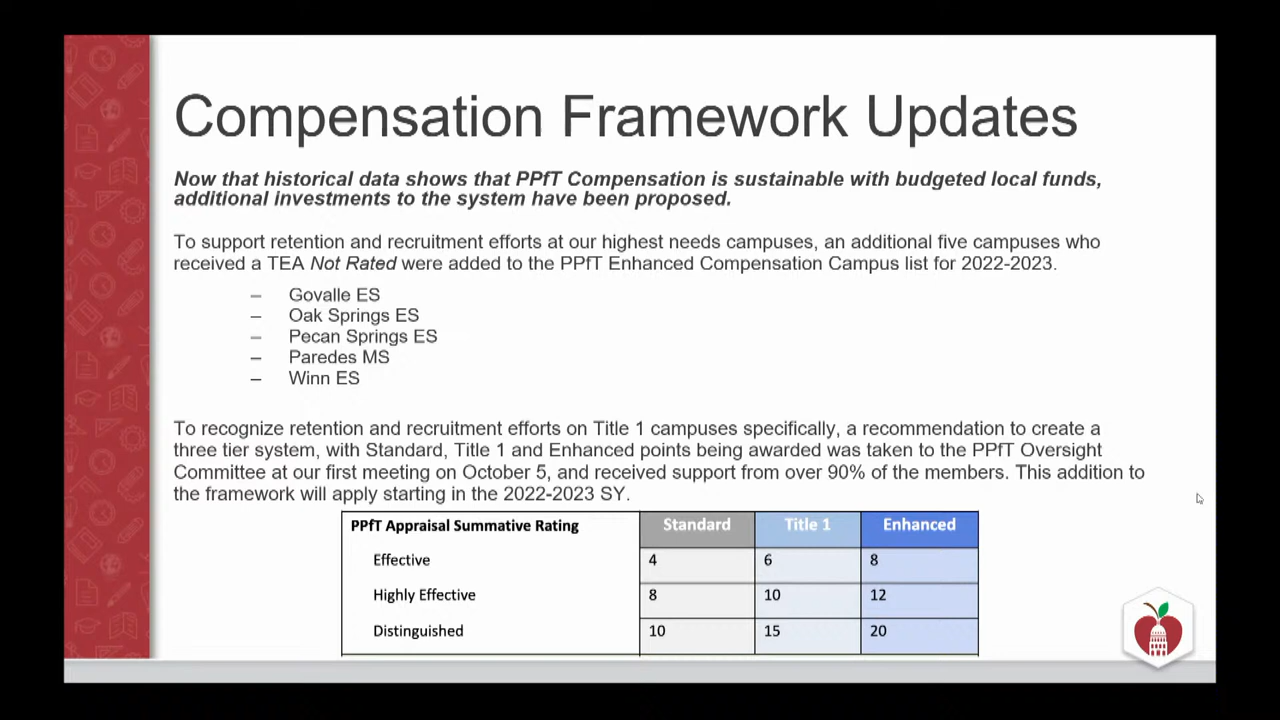 Compensation Framework Updates
Now that historical data shows that PPfT Compensation is sustainable with budgeted local funds,
additional investments to the system have been proposed.
To support retention and recruitment efforts at our highest needs campuses, an additional five campuses who
received a TEA Not Rated were added to the PPfT Enhanced Compensation Campus list for 2022-2023.
– Govalle ES
– Oak Springs ES
– Pecan Springs ES
– Paredes MS
– Winn ES
To recognize retention and recruitment efforts on Title 1 campuses specifically, a recommendation to create a
three tier system, with Standard, Title 1 and Enhanced points being awarded was taken to the PPfT Oversight
Committee at our first meeting on October 5, and received support from over 90% of the members. This addition to
the framework will apply starting in the 2022-2023 SY.
PPfT Appraisal Summative Rating Standard Title 1 Enhanced
Effective 4 6 8
Highly Effective 8 10 12
Distinguished 10 15 20